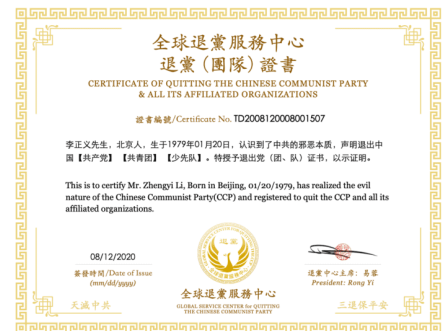 全球退黨服務中心
退黨(團隊)證書
CERTIFICATE OF QUITTING THE CHINESE COMMUNIST PARTY
& ALL ITS AFFILIATED ORGANIZATIONS
證書編號/Certificate No. TD2008120008001507
李正义先生，北京人，生于1979年01月20日，认识到了中共的邪恶本质，声明退出中
国【共产党】【共青团】【少先队】。特授予退出党（团、队）证书，以示证明。
This is to certify Mr. Zhengyi Li, Born in Beijing, 01/20/1979, has realized the evil
nature of the Chinese Communist Party(CCP) and registered to quit the CCP and all its
affiliated organizations.
08/12/2020
簽發時間/Date of Issue
(mm/dd/yyyy)
天滅中共
退黨
全球退黨服務中心
GLOBAL SERVICE CENTER for QUITTING
THE CHINESE COMMUNIST PARTY
退黨中心主席：易蓉
President: Rong Yi
三退保平安